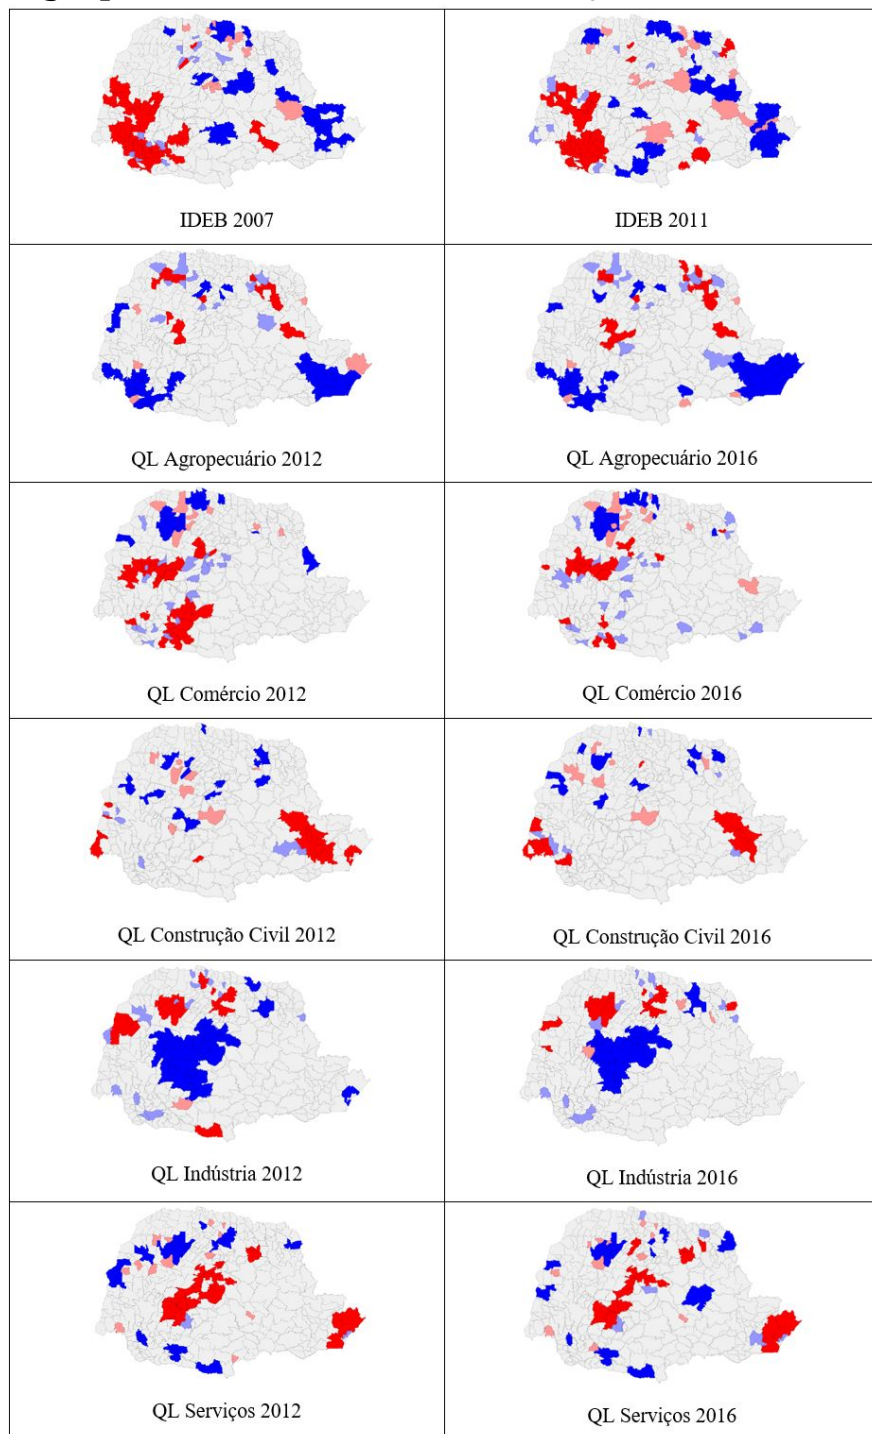 IDEB 2007
IDEB 2011
QL Agropecuário 2012
QL Agropecuário 2016
QL Comércio 2012
QL Comércio 2016
QL Construção Civil 2012
QL Construção Civil 2016
QL Indústria 2012
QL Indústria 2016
QL Serviços 2012
QL Serviços 2016